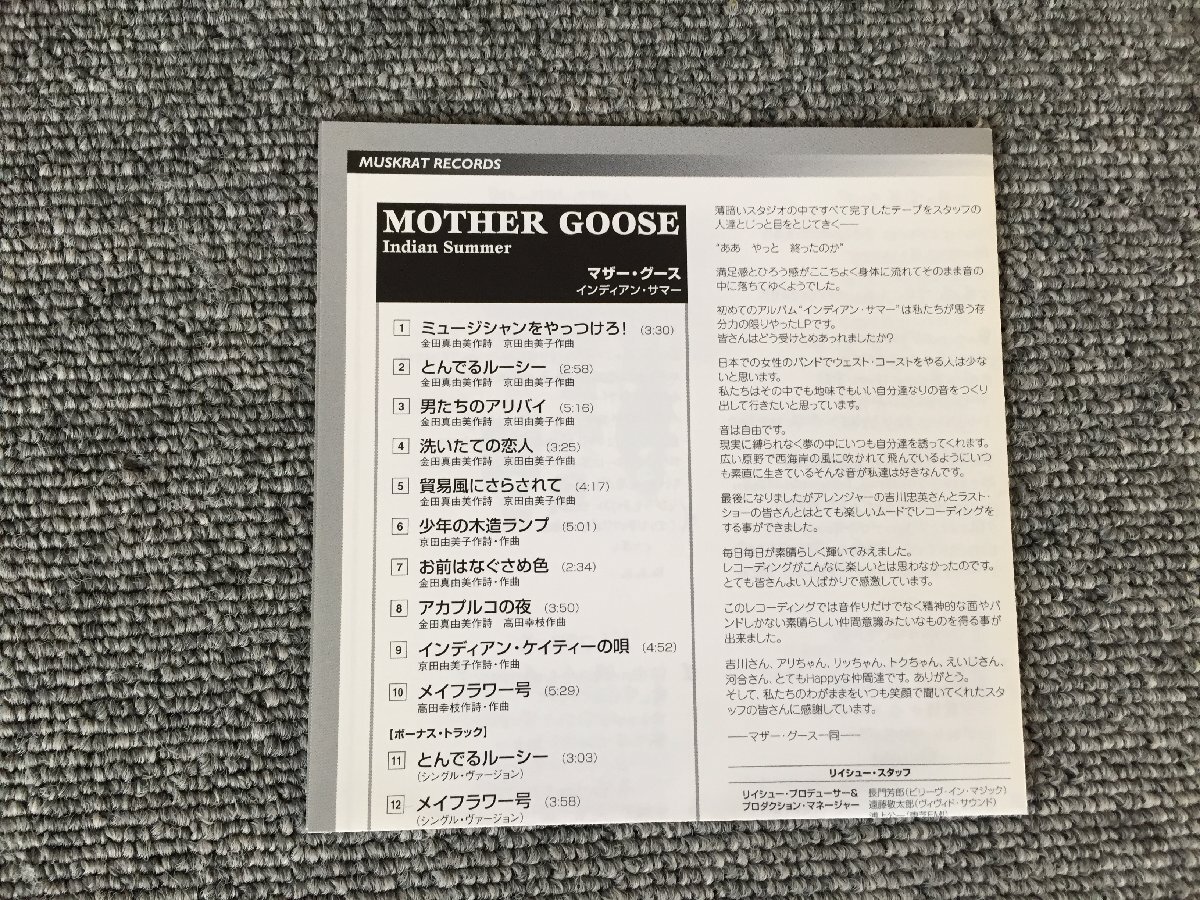 MUSKRAT RECORDS
MOTHER GOOSE
Indian Summer
マザー・グース
インディアン・サマー
1 ミュージシャンをやっつけろ! (3:30)
金田真由美作詩 京田由美子作曲
2 とんでるルーシー (2:58)
金田真由美作詩 京田由美子作曲
3 男たちのアリバイ (5:16)
金田真由美作詩 京田由美子作曲
4 洗いたての恋人 (3:25)
金田真由美作詩 京田由美子作曲
5 貿易風にさらされて (4:17)
金田真由美作詩 京田由美子作曲
6 少年の木造ランプ (5:01)
京田由美子作詩・作曲
7 お前はなぐさめ色 (2:34)
金田真由美作詩・作曲
8 アカプルコの夜 (3:50)
金田真由美作詩 高田幸枝作曲
9 インディアン・ケイティーの唄 (4:52)
京田由美子作詩・作曲
10 メイフラワー号 (5:29)
高田幸枝作詩・作曲
[ボーナス・トラック]
11 とんでるルーシー (3:03)
(シングル・ヴァージョン)
12 メイフラワー号 (3:58)
(シングル・ヴァージョン)
薄暗いスタジオの中ですべて完了したテープをスタッフの
人達とじっと目をとじてきく——
“ああ やっと 終ったのか”
満足感とひろう感がここちよく身体に流れてそのまま音の
中に落ちてゆくようでした。
初めてのアルバム“インディアン・サマー”は私たちが思う存
分力の限りやったLPです。
皆さんはどう受けとめあっれましたか?
日本での女性のバンドでウェスト・コーストをやる人は少な
いと思います。
私たちはその中でも地味でもいい自分達なりの音をつくり
出して行きたいと思っています。
音は自由です。
現実に縛られなく夢の中にいつも自分達を誘ってくれます。
広い原野で西海岸の風に吹かれて飛んでいるようにいつ
も素直に生きているそんな音が私達は好きなんです。
最後になりましたがアレンジャーの吉川忠英さんとラスト・
ショーの皆さんとはとても楽しいムードでレコーディングを
する事ができました。
毎日毎日が素晴らしく輝いてみえました。
レコーディングがこんなに楽しいとは思わなかったのです。
とても皆さんよい人ばかりで感激しています。
このレコーディングでは音作りだけでなく精神的な面やバ
ンドしかない素晴らしい仲間意識みたいなものを得る事が
出来ました。
吉川さん、アリちゃん、リッちゃん、トクちゃん、えいじさん、
河合さん、とてもHappyな仲間達です。ありがとう。
そして、私たちのわがままをいつも笑顔で聞いてくれたスタ
ッフの皆さんに感謝しています。
——マザー・グース一同——
リイシュー・スタッフ
リイシュー・プロデューサー& 長門芳郎(ビリーヴ・イン・マジック)
プロダクション・マネージャー 遠藤敬太郎(ヴィヴィド・サウンド)